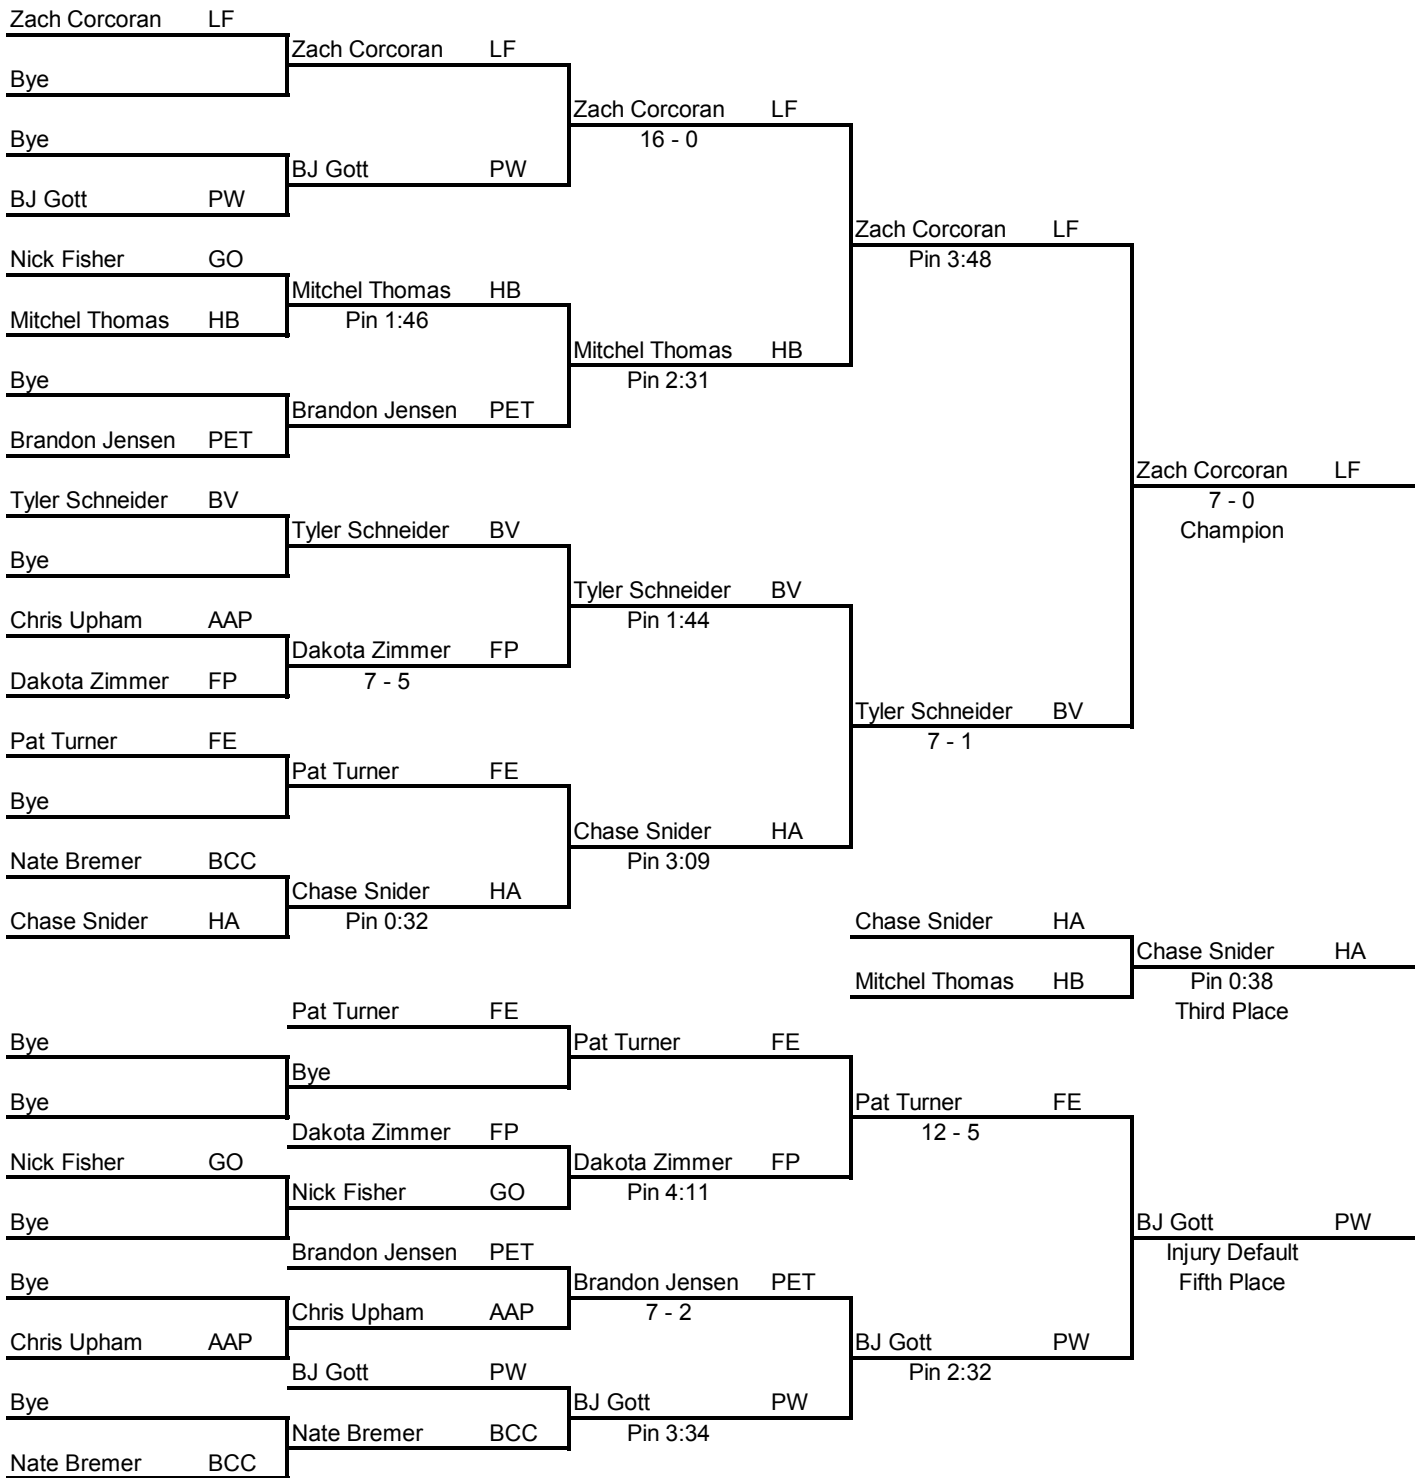 Zach Corcoran LF
Bye
Bye
BJ Gott PW
Nick Fisher GO
Mitchel Thomas HB
Bye
Brandon Jensen PET
Tyler Schneider BV
Bye
Chris Upham AAP
Dakota Zimmer FP
Pat Turner FE
Bye
Nate Bremer BCC
Chase Snider HA
Zach Corcoran LF
BJ Gott PW
Mitchel Thomas HB
Pin 1:46
Brandon Jensen PET
Tyler Schneider BV
Dakota Zimmer FP
7 - 5
Pat Turner FE
Chase Snider HA
Pin 0:32
Zach Corcoran LF
16 - 0
Mitchel Thomas HB
Pin 2:31
Tyler Schneider BV
Pin 1:44
Chase Snider HA
Pin 3:09
Zach Corcoran LF
Pin 3:48
Tyler Schneider BV
7 - 1
Zach Corcoran LF
7 - 0
Champion
Chase Snider HA
Mitchel Thomas HB
Chase Snider HA
Pin 0:38
Third Place
Bye
Bye
Nick Fisher GO
Bye
Bye
Chris Upham AAP
Bye
Nate Bremer BCC
Pat Turner FE
Bye
Dakota Zimmer FP
Nick Fisher GO
Brandon Jensen PET
Chris Upham AAP
BJ Gott PW
Nate Bremer BCC
Pat Turner FE
Dakota Zimmer FP
Pin 4:11
Brandon Jensen PET
7 - 2
BJ Gott PW
Pin 3:34
Pat Turner FE
12 - 5
BJ Gott PW
Pin 2:32
BJ Gott PW
Injury Default
Fifth Place